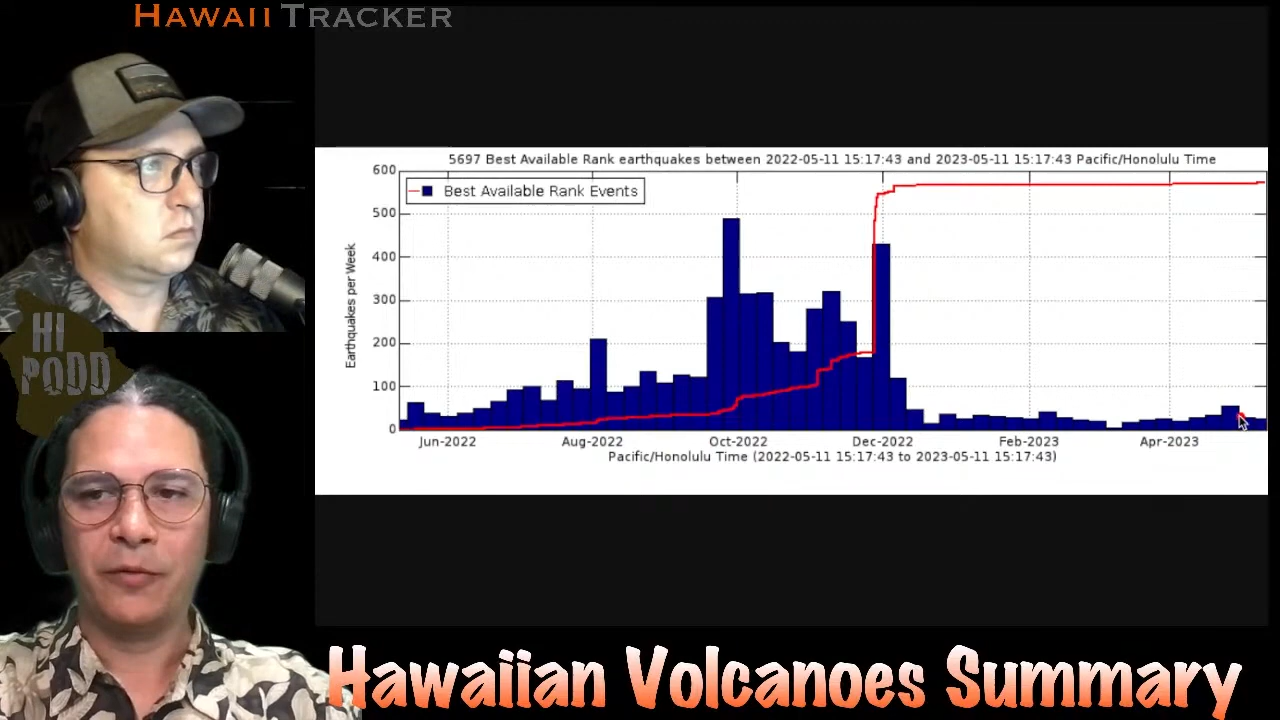 HAWAII TRACKER
5697 Best Available Rank earthquakes between 2022-05-11 15:17:43 and 2023-05-11 15:17:43 Pacific/Honolulu Time
Best Available Rank Events
Earthquakes per Week
600
500
400
300
200
100
0
Jun-2022 Aug-2022 Oct-2022 Dec-2022 Feb-2023 Apr-2023
Pacific/Honolulu Time (2022-05-11 15:17:43 to 2023-05-11 15:17:43)
HI
PODD
Hawaiian Volcanoes Summary